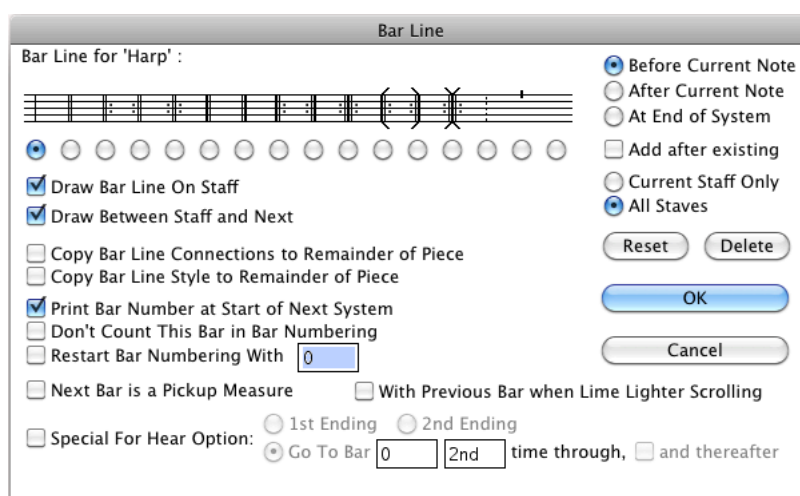 Bar Line
Bar Line for 'Harp' :
Before Current Note
After Current Note
At End of System
Add after existing
Current Staff Only
All Staves
Reset Delete
OK
Cancel
Draw Bar Line On Staff
Draw Between Staff and Next
Copy Bar Line Connections to Remainder of Piece
Copy Bar Line Style to Remainder of Piece
Print Bar Number at Start of Next System
Don't Count This Bar in Bar Numbering
Restart Bar Numbering With 0
Next Bar is a Pickup Measure With Previous Bar when Lime Lighter Scrolling
Special For Hear Option: 1st Ending 2nd Ending
Go To Bar 0 2nd time through, and thereafter